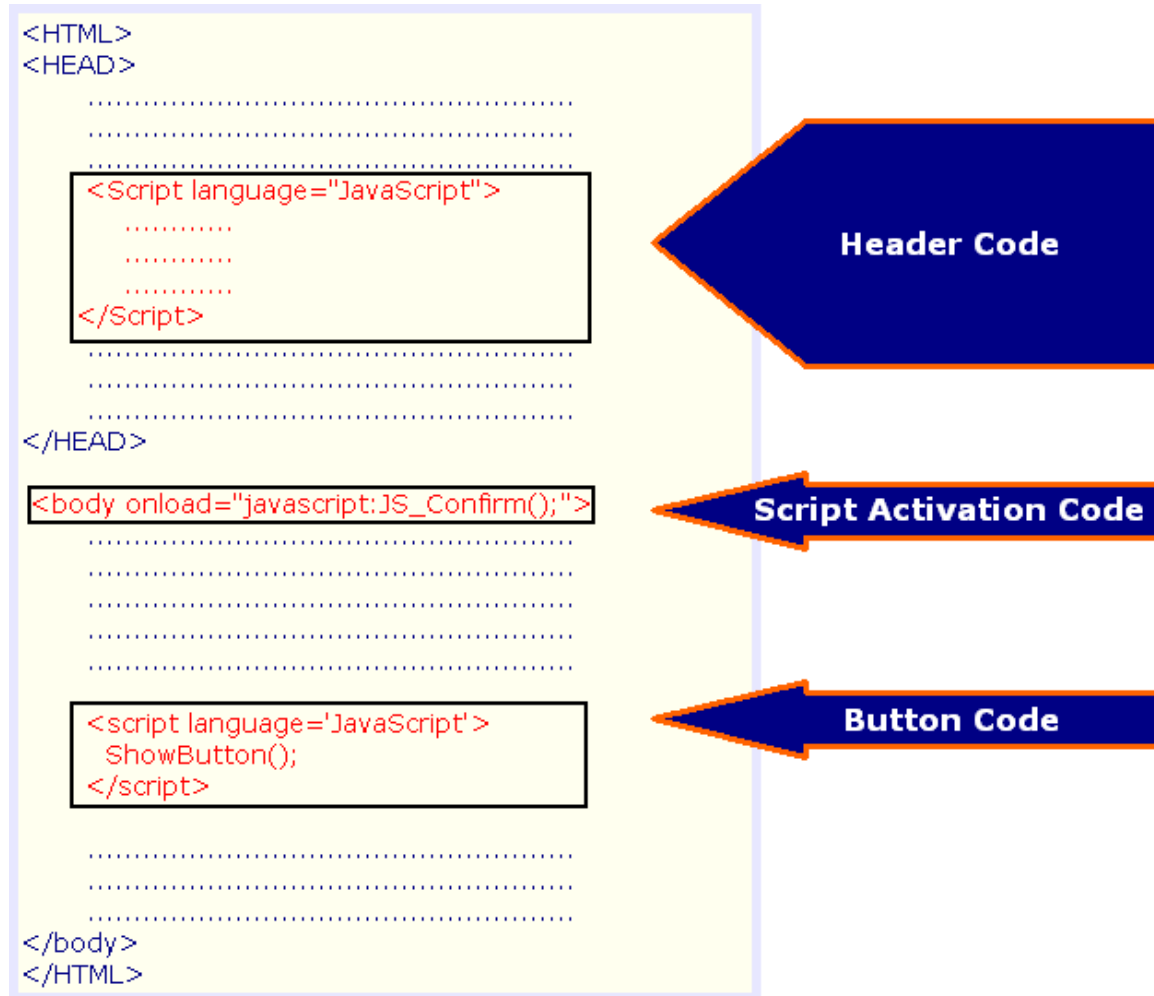 <HTML>
<HEAD>
......................................................
......................................................
......................................................
<Script language="JavaScript">
............
............
............
</Script>
Header Code
......................................................
......................................................
......................................................
</HEAD>
<body onload="javascript:JS_Confirm();">
Script Activation Code
......................................................
......................................................
......................................................
......................................................
......................................................
<script language='JavaScript'>
ShowButton();
</script>
Button Code
......................................................
......................................................
......................................................
</body>
</HTML>